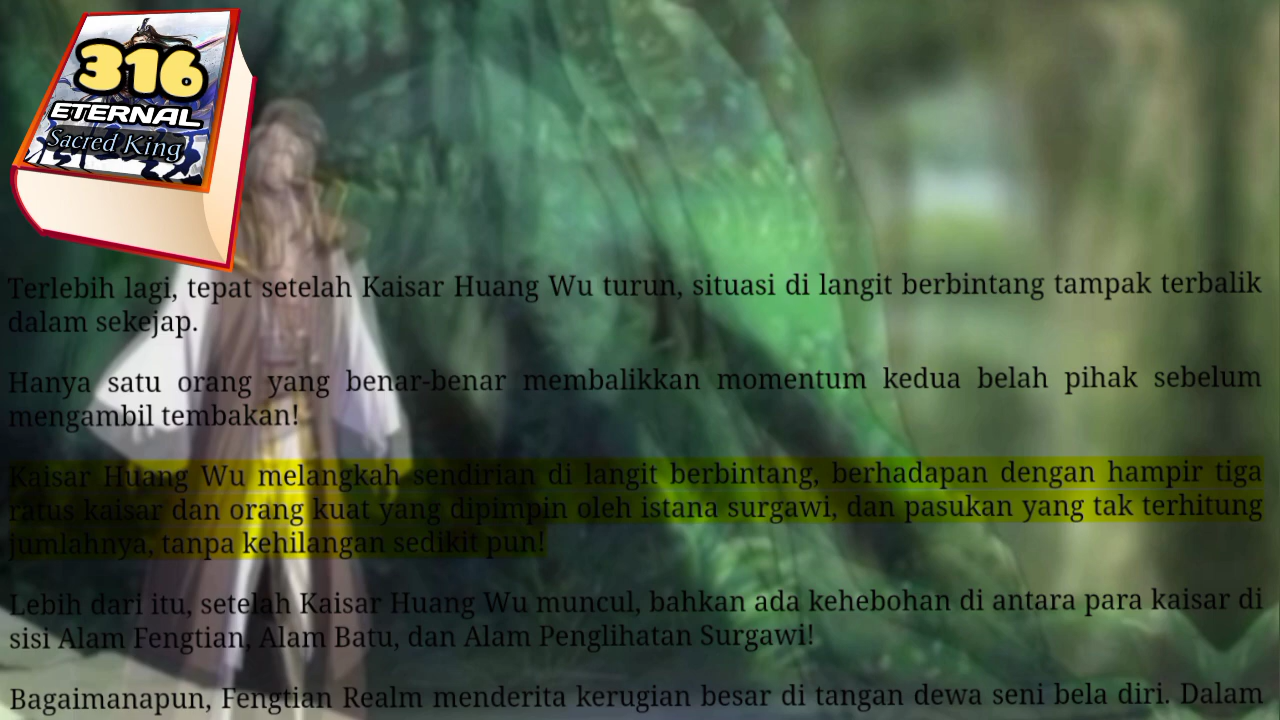 316
ETERNAL
Sacred King
Terlebih lagi, tepat setelah Kaisar Huang Wu turun, situasi di langit berbintang tampak terbalik
dalam sekejap.
Hanya satu orang yang benar-benar membalikkan momentum kedua belah pihak sebelum
mengambil tembakan!
Kaisar Huang Wu melangkah sendirian di langit berbintang, berhadapan dengan hampir tiga
ratus kaisar dan orang kuat yang dipimpin oleh istana surgawi, dan pasukan yang tak terhitung
jumlahnya, tanpa kehilangan sedikit pun!
Lebih dari itu, setelah Kaisar Huang Wu muncul, bahkan ada kehebohan di antara para kaisar di
sisi Alam Fengtian, Alam Batu, dan Alam Penglihatan Surgawi!
Bagaimanapun, Fengtian Realm menderita kerugian besar di tangan dewa seni bela diri. Dalam